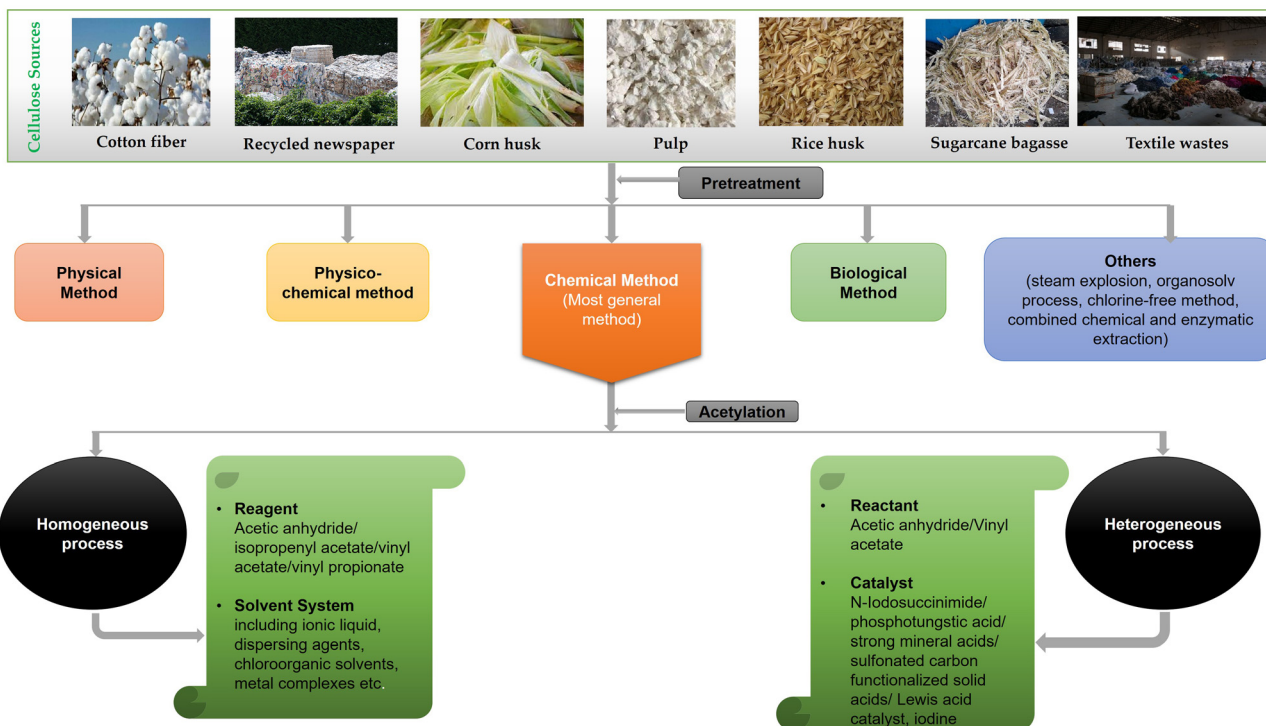 Cellulose Sources
Cotton fiber
Recycled newspaper
Corn husk
Pulp
Rice husk
Sugarcane bagasse
Textile wastes
Pretreatment
Physical
Method
Physico-
chemical method
Chemical Method
(Most general
method)
Biological
Method
Others
(steam explosion, organosolv
process, chlorine-free method,
combined chemical and enzymatic
extraction)
Acetylation
Homogeneous
process
• Reagent
Acetic anhydride/
isopropenyl acetate/vinyl
acetate/vinyl propionate
• Solvent System
including ionic liquid,
dispersing agents,
chloroorganic solvents,
metal complexes etc.
• Reactant
Acetic anhydride/Vinyl
acetate
• Catalyst
N-Iodosuccinimide/
phosphotungstic acid/
strong mineral acids/
sulfonated carbon
functionalized solid
acids/ Lewis acid
catalyst, iodine
Heterogeneous
process